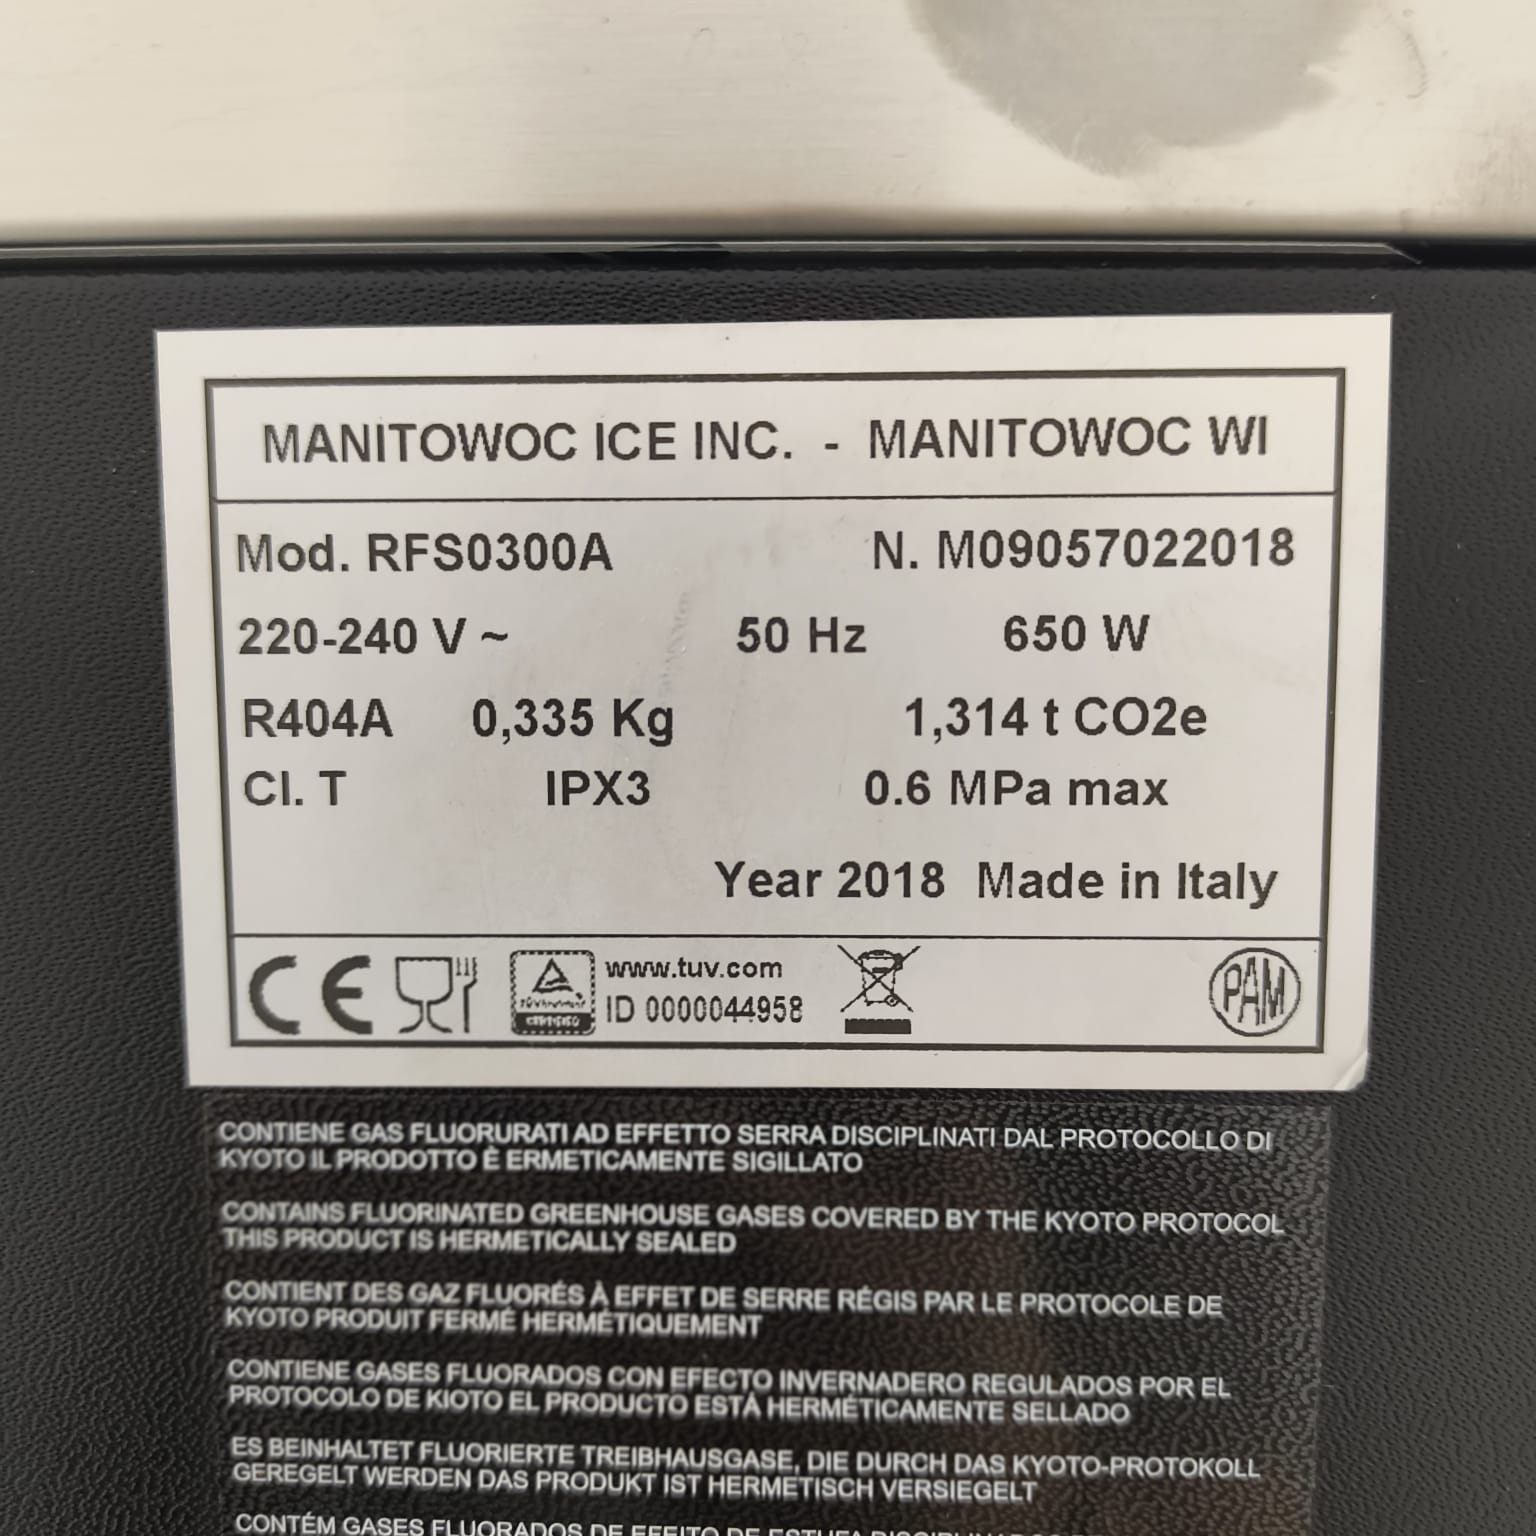 MANITOWOC ICE INC. - MANITOWOC WI
Mod. RFS0300A N. M09057022018
220-240 V ~ 50 Hz 650 W
R404A 0,335 Kg 1,314 t CO2e
Cl. T IPX3 0.6 MPa max
Year 2018 Made in Italy
CE TÜVRheinland CERTIFIED www.tuv.com ID 0000044958 PAM
CONTIENE GAS FLUORURATI AD EFFETTO SERRA DISCIPLINATI DAL PROTOCOLLO DI
KYOTO IL PRODOTTO È ERMETICAMENTE SIGILLATO
CONTAINS FLUORINATED GREENHOUSE GASES COVERED BY THE KYOTO PROTOCOL
THIS PRODUCT IS HERMETICALLY SEALED
CONTIENT DES GAZ FLUORÉS À EFFET DE SERRE RÉGIS PAR LE PROTOCOLE DE
KYOTO PRODUIT FERMÉ HERMÉTIQUEMENT
CONTIENE GASES FLUORADOS CON EFECTO INVERNADERO REGULADOS POR EL
PROTOCOLO DE KIOTO EL PRODUCTO ESTÁ HERMÉTICAMENTE SELLADO
ES BEINHALTET FLUORIERTE TREIBHAUSGASE, DIE DURCH DAS KYOTO-PROTOKOLL
GEREGELT WERDEN DAS PRODUKT IST HERMETISCH VERSIEGELT
CONTÉM GASES FLUORADOS DE EFEITO DE ESTUFA